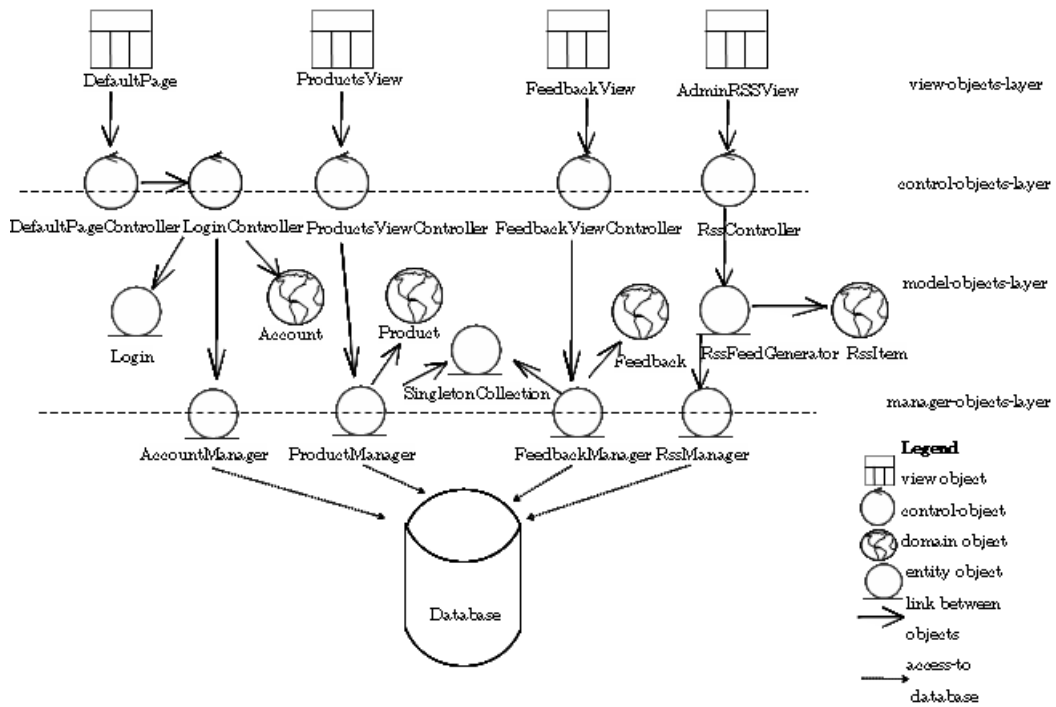 DefaultPage
ProductsView
FeedbackView
AdminRSSView
view-objects-layer
control-objects-layer
DefaultPageController
LoginController
ProductsViewController
FeedbackViewController
RssController
model-objects-layer
Login
Account
Product
SingletonCollection
Feedback
RssFeedGenerator
RssItem
manager-objects-layer
AccountManager
ProductManager
FeedbackManager
RssManager
Database
Legend
view object
control-object
domain object
entity object
link between
objects
access-to
database